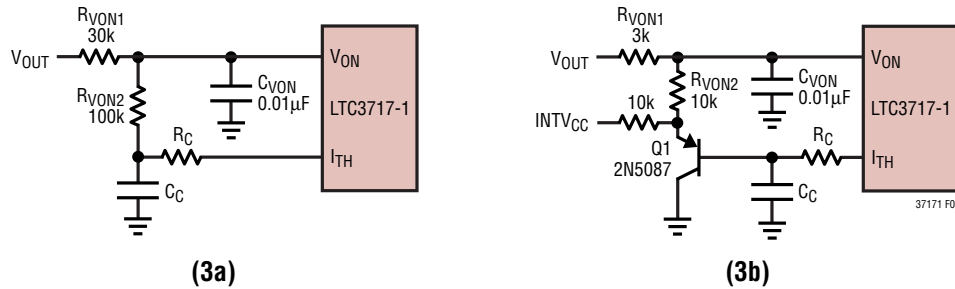 RVON1
30k
VOUT
VON
RVON2
100k
CVON
0.01μF
LTC3717-1
RC
ITH
CC
(3a)
RVON1
3k
VOUT
VON
RVON2
10k
CVON
0.01μF
LTC3717-1
10k
INTVCC
Q1
2N5087
RC
ITH
CC
37171 F0
(3b)